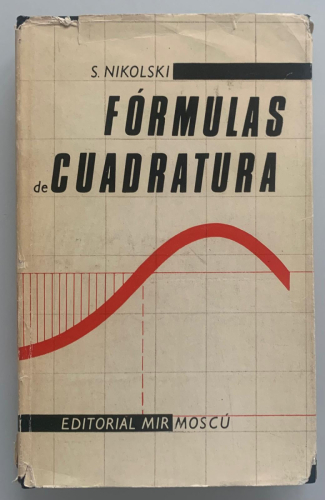 S. NIKOLSKI
FÓRMULAS
de CUADRATURA
EDITORIAL MIR MOSCÚ